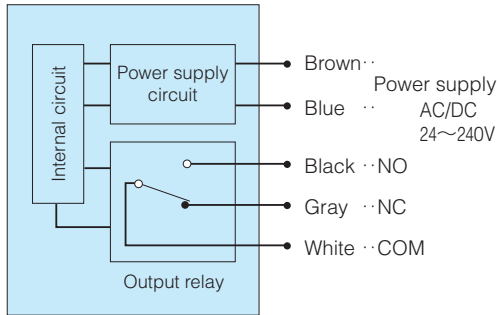 Internal circuit
Power supply
circuit
Output relay
Brown··
Blue ··
Power supply
AC/DC
24～240V
Black ··NO
Gray ··NC
White ··COM